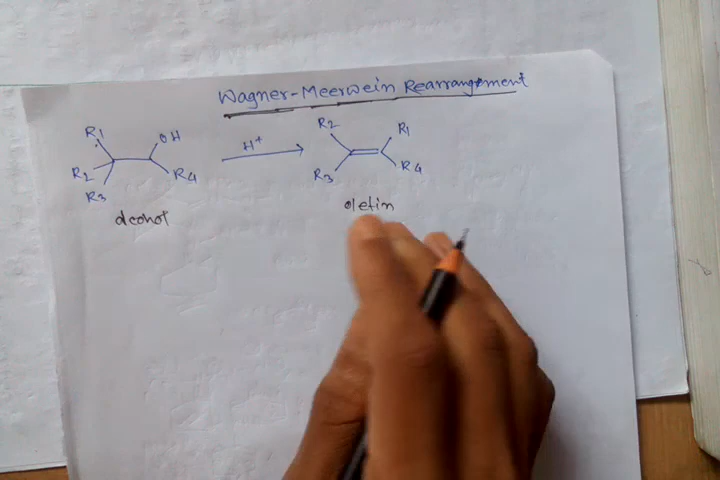 Wagner-Meerwein Rearrangement
R1 OH H+ R2 R1
R2 R4 R3 R4
R3
alcohol olefin